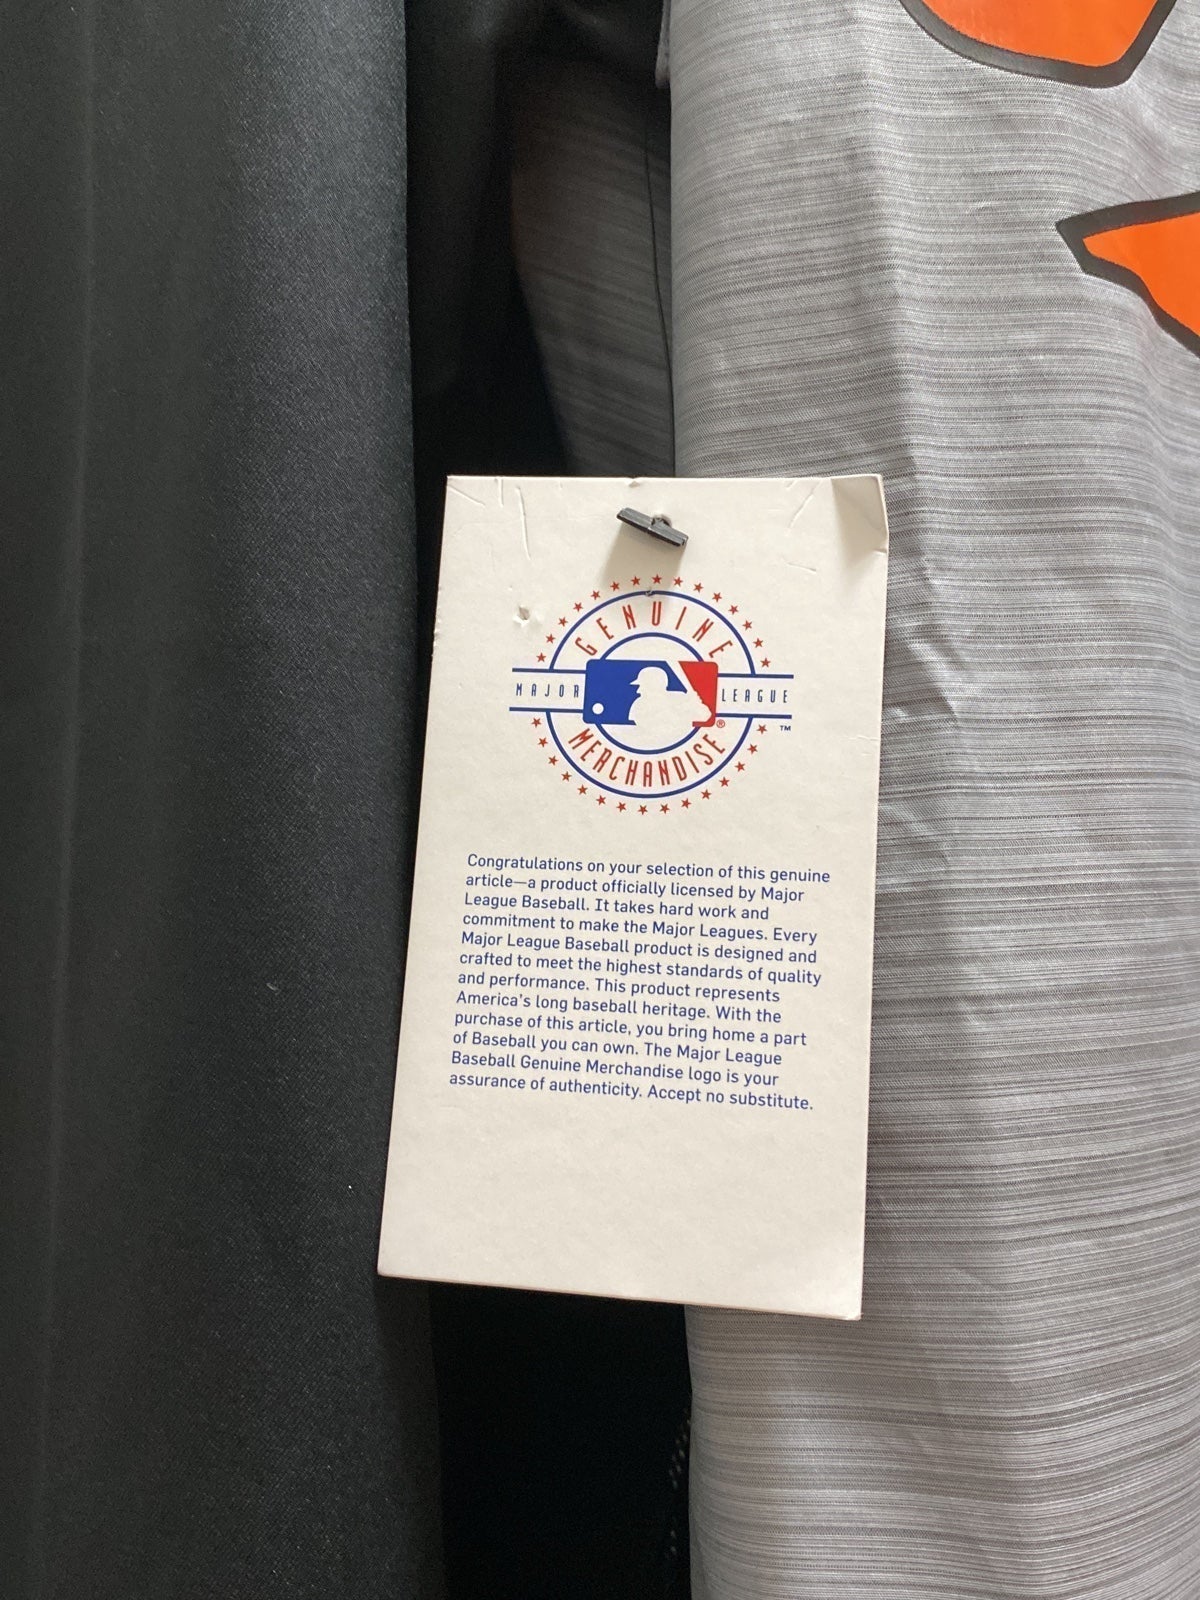 GENUINE
MAJOR LEAGUE
®
™
MERCHANDISE
Congratulations on your selection of this genuine
article—a product officially licensed by Major
League Baseball. It takes hard work and
commitment to make the Major Leagues. Every
Major League Baseball product is designed and
crafted to meet the highest standards of quality
and performance. This product represents
America's long baseball heritage. With the
purchase of this article, you bring home a part
of Baseball you can own. The Major League
Baseball Genuine Merchandise logo is your
assurance of authenticity. Accept no substitute.